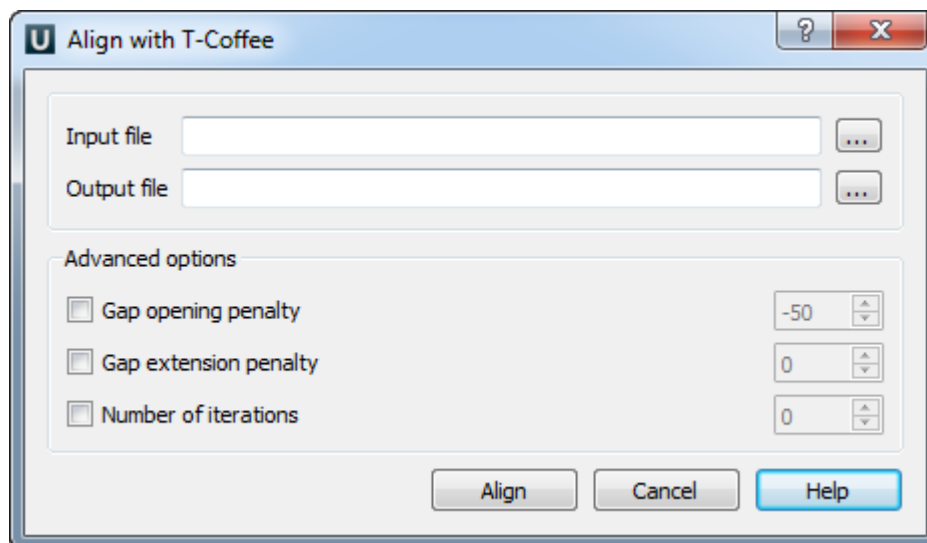 U Align with T-Coffee ? X
Input file ...
Output file ...
Advanced options
Gap opening penalty -50
Gap extension penalty 0
Number of iterations 0
Align Cancel Help